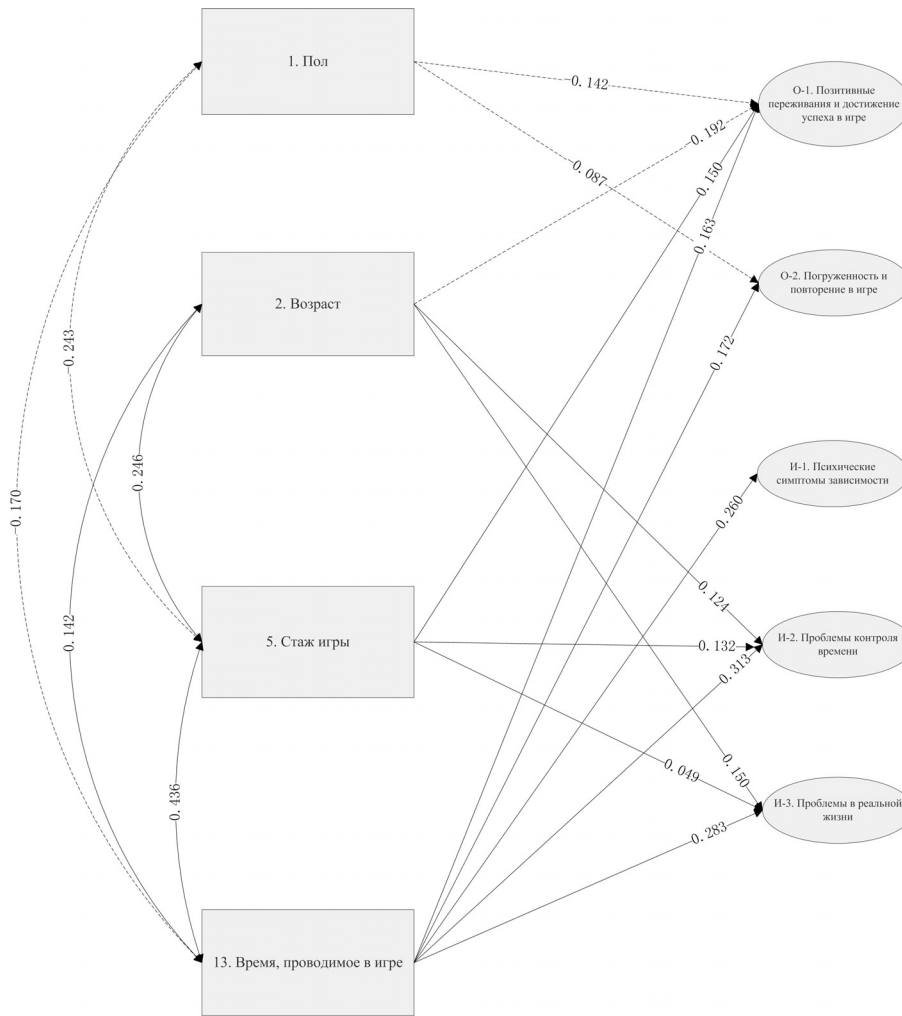 1. Пол
0.142
О-1. Позитивные
переживания и достижение
успеха в игре
0.192
0.087
0.150
0.163
2. Возраст
О-2. Погруженность и
повторение в игре
0.243
0.172
0.246
И-1. Психические
симптомы зависимости
0.170
0.260
0.124
5. Стаж игры
0.142
0.132
И-2. Проблемы контроля
времени
0.313
0.436
0.049
0.150
И-3. Проблемы в реальной
жизни
0.283
13. Время, проводимое в игре